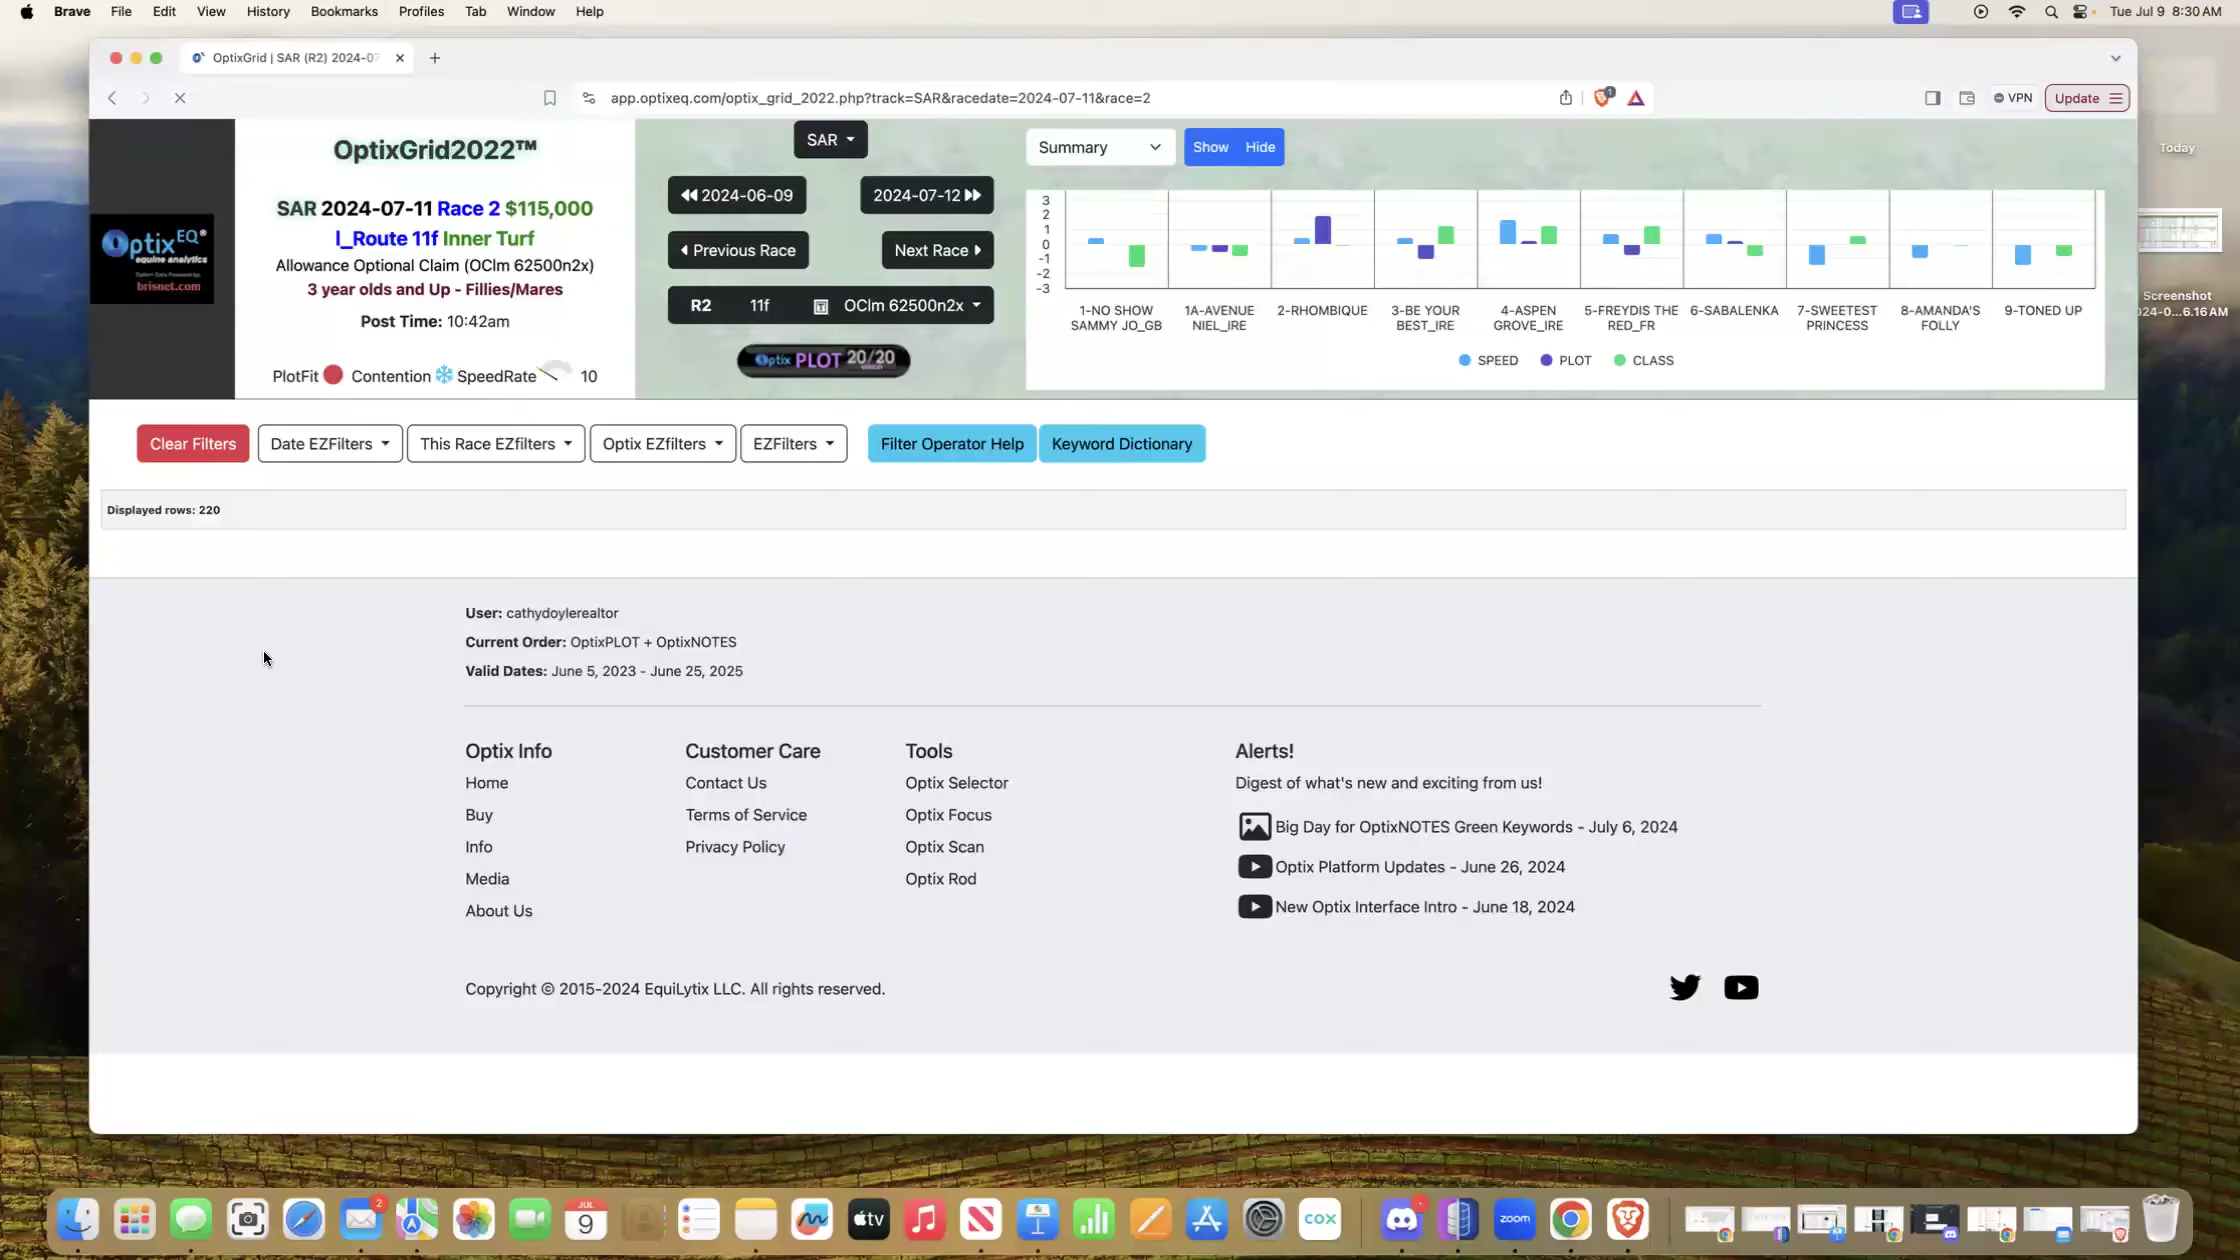 Brave File Edit View History Bookmarks Profiles Tab Window Help
Tue Jul 9 8:30 AM
OptixGrid | SAR (R2) 2024-07
app.optixeq.com/optix_grid_2022.php?track=SAR&racedate=2024-07-11&race=2
VPN
Update
Today
Screenshot
OptixEQ®
equine analytics
brisnet.com
OptixGrid2022™
SAR 2024-07-11 Race 2 $115,000
I_Route 11f Inner Turf
Allowance Optional Claim (OClm 62500n2x)
3 year olds and Up - Fillies/Mares
Post Time: 10:42am
PlotFit Contention SpeedRate 10
SAR
2024-06-09
2024-07-12
Previous Race
Next Race
R2 11f T OClm 62500n2x
Optix PLOT 20/20
Summary
Show Hide
3
2
1
0
-1
-2
-3
1-NO SHOW SAMMY JO_GB
1A-AVENUE NIEL_IRE
2-RHOMBIQUE
3-BE YOUR BEST_IRE
4-ASPEN GROVE_IRE
5-FREYDIS THE RED_FR
6-SABALENKA
7-SWEETEST PRINCESS
8-AMANDA'S FOLLY
9-TONED UP
SPEED PLOT CLASS
Clear Filters
Date EZFilters
This Race EZfilters
Optix EZfilters
EZFilters
Filter Operator Help
Keyword Dictionary
Displayed rows: 220
User: cathydoylerealtor
Current Order: OptixPLOT + OptixNOTES
Valid Dates: June 5, 2023 - June 25, 2025
Optix Info
Home
Buy
Info
Media
About Us
Customer Care
Contact Us
Terms of Service
Privacy Policy
Tools
Optix Selector
Optix Focus
Optix Scan
Optix Rod
Alerts!
Digest of what's new and exciting from us!
Big Day for OptixNOTES Green Keywords - July 6, 2024
Optix Platform Updates - June 26, 2024
New Optix Interface Intro - June 18, 2024
Copyright © 2015-2024 EquiLytix LLC. All rights reserved.
2
JUL
9
tv
COX
zoom